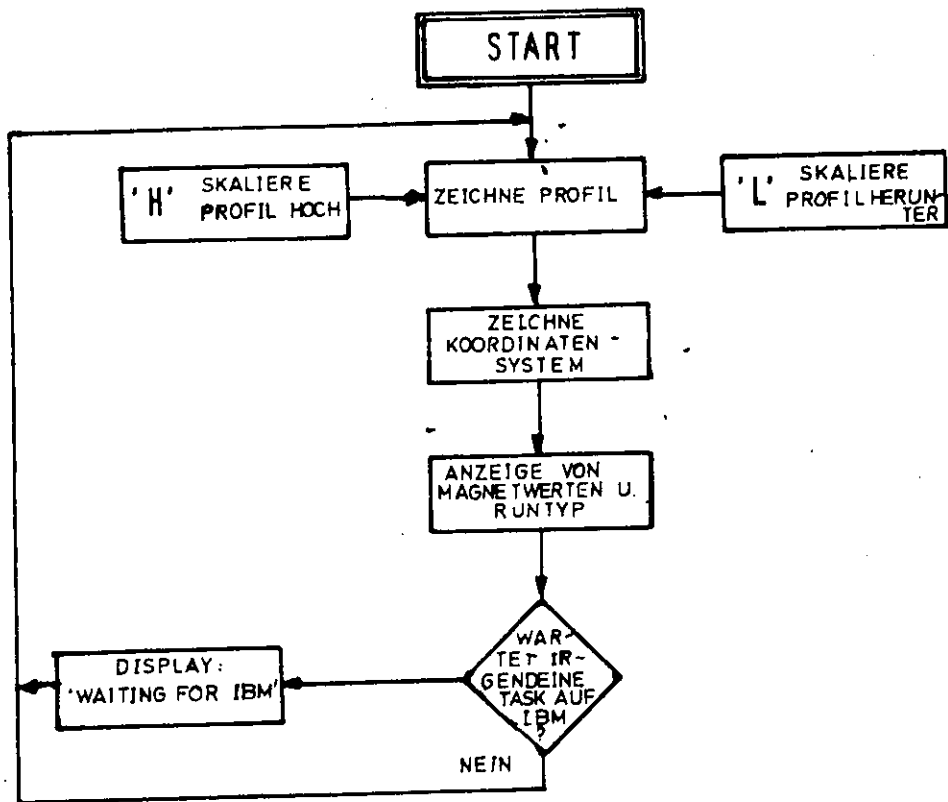 START
'H' SKALIERE
PROFIL HOCH
ZEICHNE PROFIL
'L' SKALIERE
PROFILHERUN-
TER
ZEICHNE
KOORDINATEN-
SYSTEM
ANZEIGE VON
MAGNETWERTEN U.
RUNTYP
WAR-
TET IR-
GENDEINE
TASK AUF
IBM
?
DISPLAY:
'WAITING FOR IBM'
NEIN